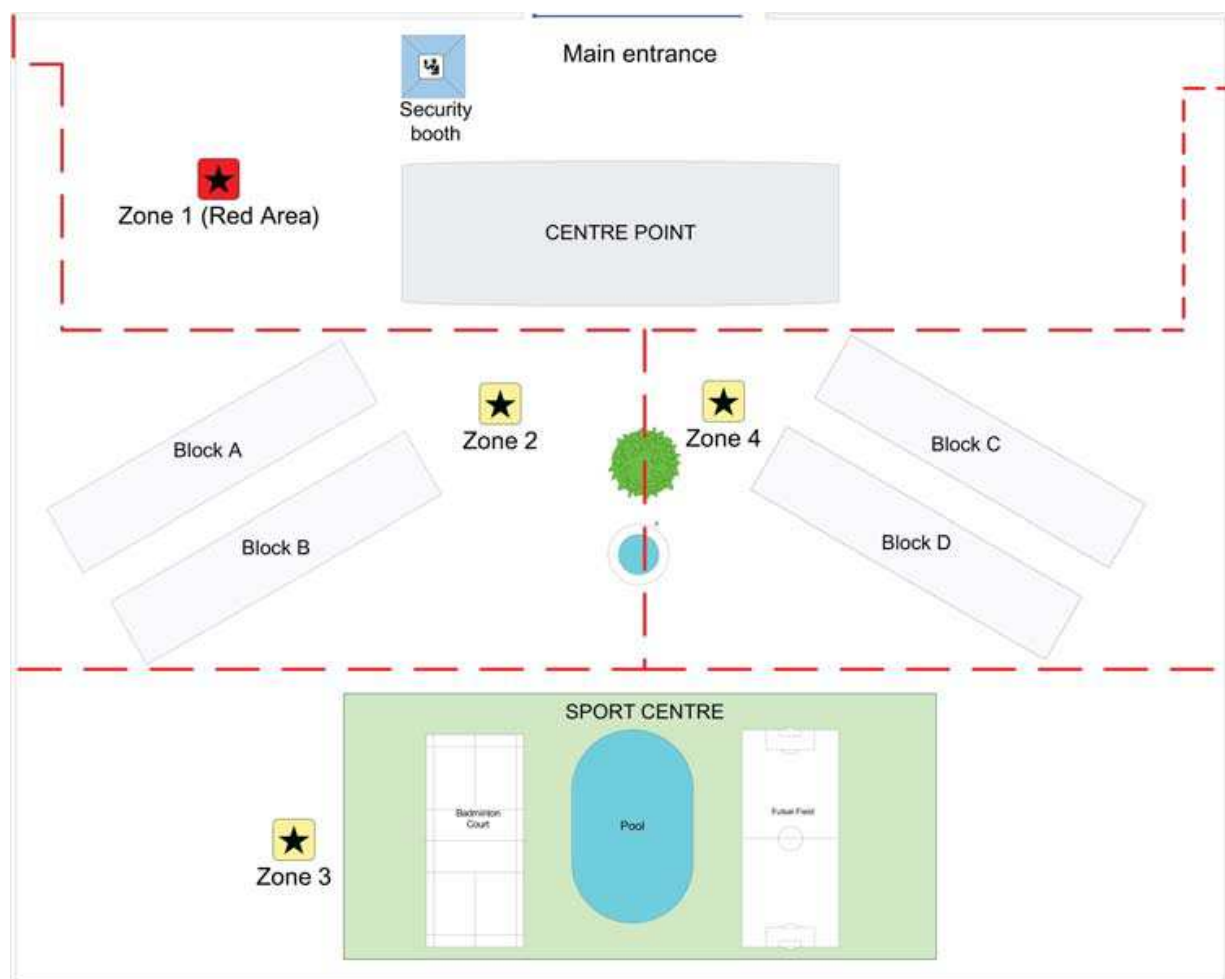 Main entrance
Security
booth
Zone 1 (Red Area)
CENTRE POINT
Zone 2
Zone 4
Block A
Block C
Block B
Block D
SPORT CENTRE
Badminton
Court
Pool
Futsal Field
Zone 3